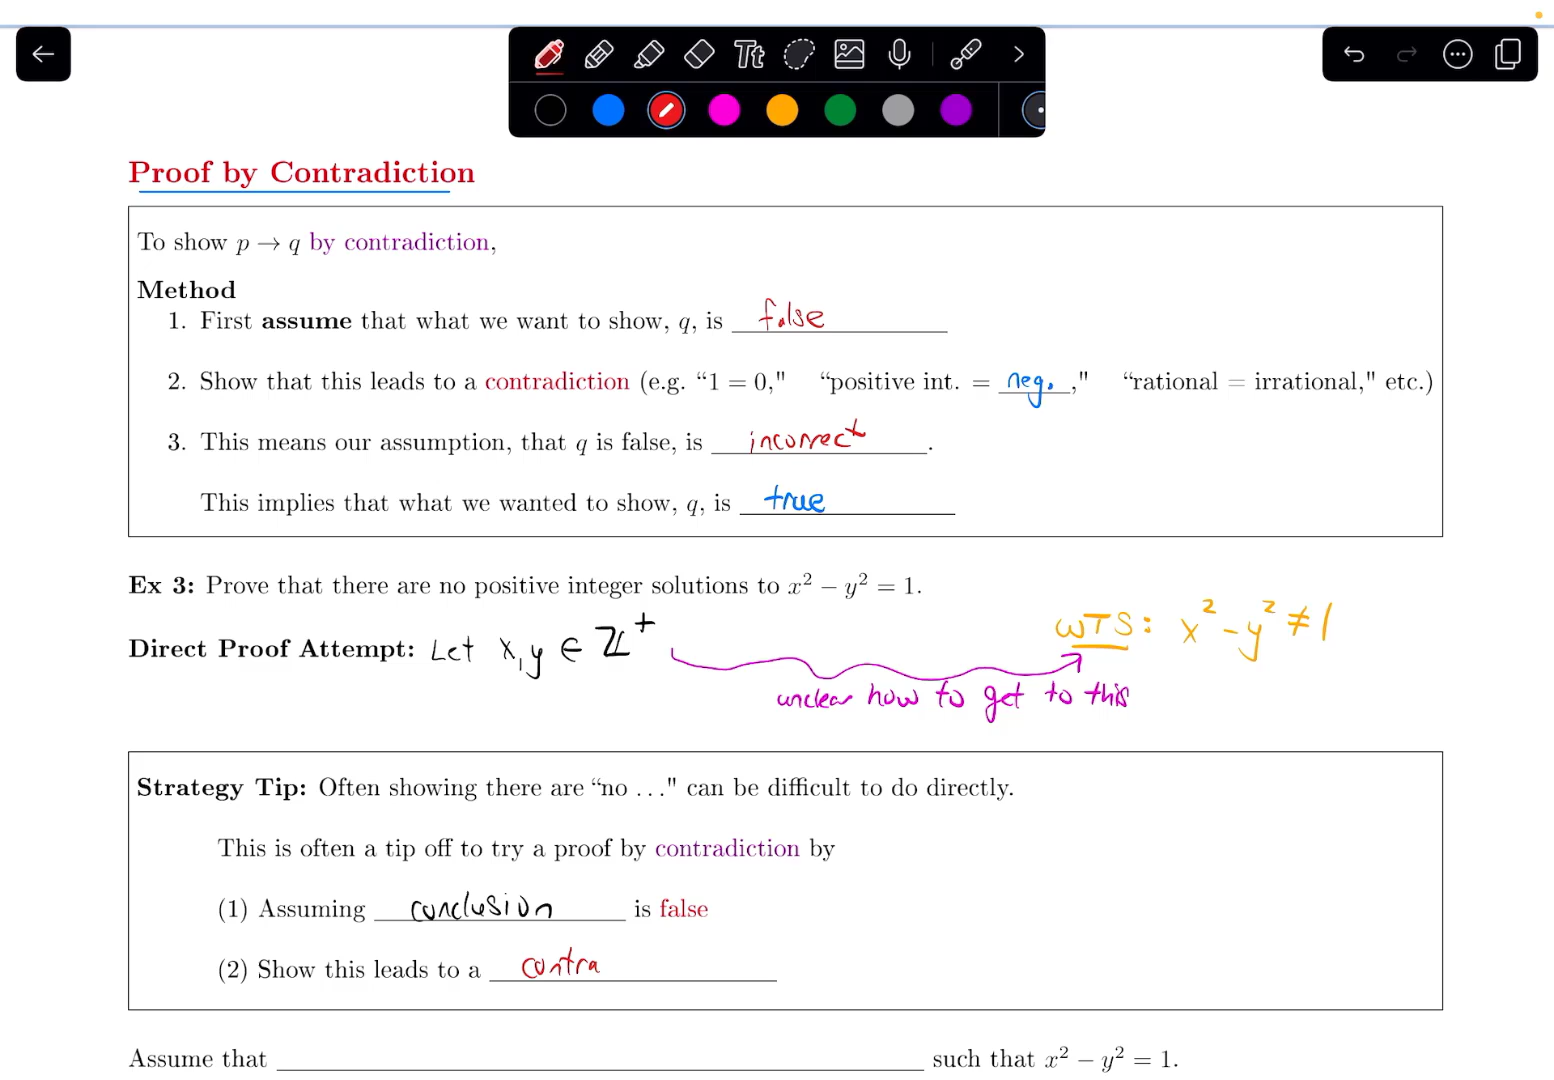 Tt
Proof by Contradiction
To show p → q by contradiction,
Method
1. First assume that what we want to show, q, is false
2. Show that this leads to a contradiction (e.g. “1 = 0," “positive int. = neg.," “rational = irrational," etc.)
3. This means our assumption, that q is false, is incorrect.
This implies that what we wanted to show, q, is true
Ex 3: Prove that there are no positive integer solutions to x² − y² = 1.
WTS: x² − y² ≠ 1
Direct Proof Attempt: Let x, y ∈ ℤ⁺
unclear how to get to this
Strategy Tip: Often showing there are “no . . ." can be difficult to do directly.
This is often a tip off to try a proof by contradiction by
(1) Assuming conclusion is false
(2) Show this leads to a contra
Assume that ____ such that x² − y² = 1.